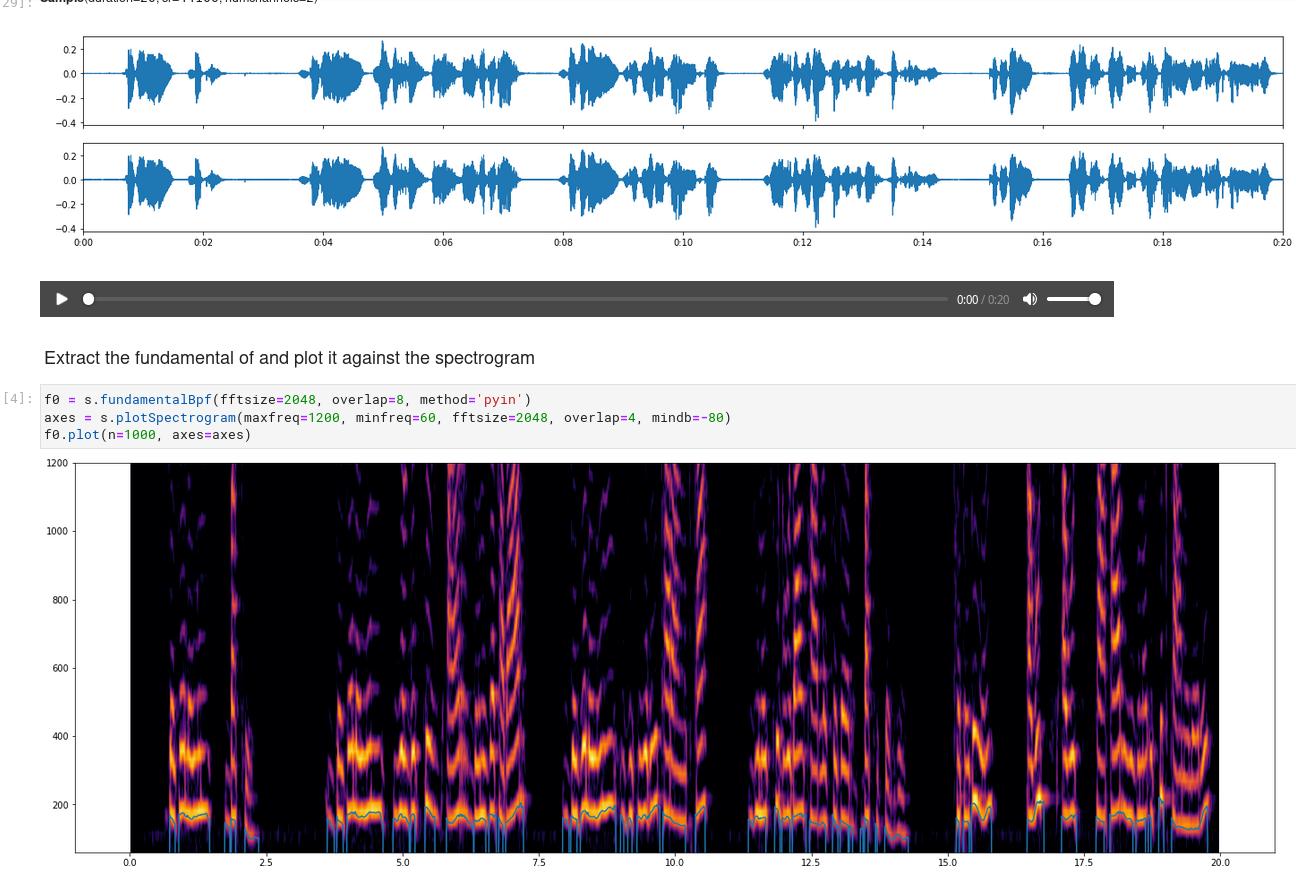 29]: Sample(duration=20, sr=44100, numchannels=2)
0.2
0.0
−0.2
−0.4
0.2
0.0
−0.2
−0.4
0:00 0:02 0:04 0:06 0:08 0:10 0:12 0:14 0:16 0:18 0:20
0:00 / 0:20
Extract the fundamental of and plot it against the spectrogram
[4]: f0 = s.fundamentalBpf(fftsize=2048, overlap=8, method='pyin')
axes = s.plotSpectrogram(maxfreq=1200, minfreq=60, fftsize=2048, overlap=4, mindb=-80)
f0.plot(n=1000, axes=axes)
1200
1000
800
600
400
200
0.0 2.5 5.0 7.5 10.0 12.5 15.0 17.5 20.0